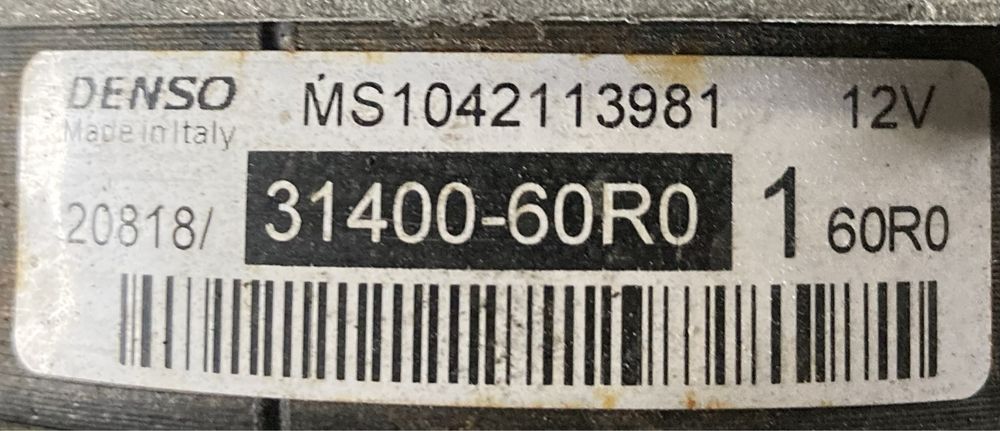 DENSO MS1042113981 12V
Made in Italy
20818/ 31400-60R0 1 60R0